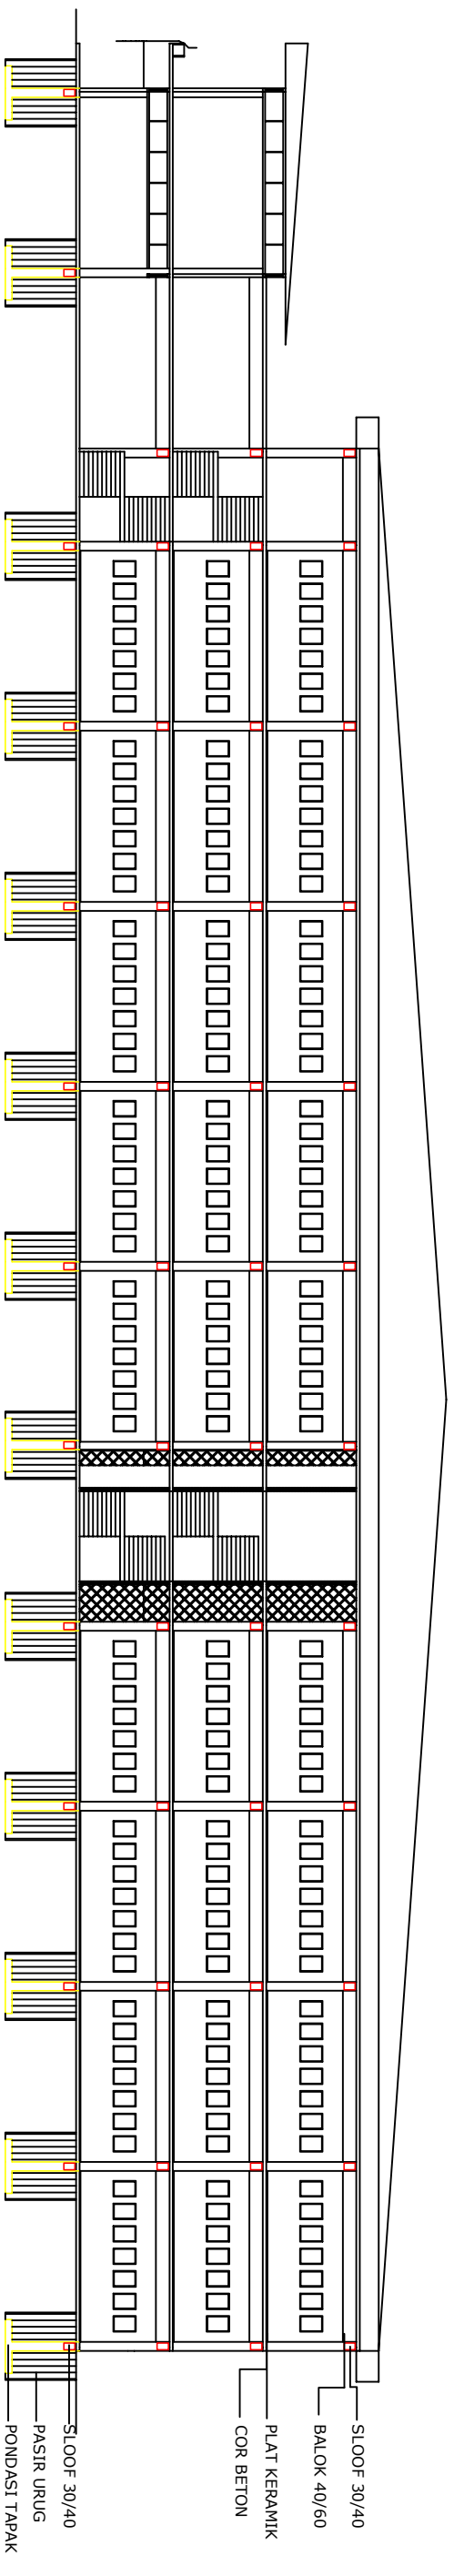 SLOOF 30/40
BALOK 40/60
PLAT KERAMIK
COR BETON
SLOOF 30/40
PASIR URUG
PONDASI TAPAK